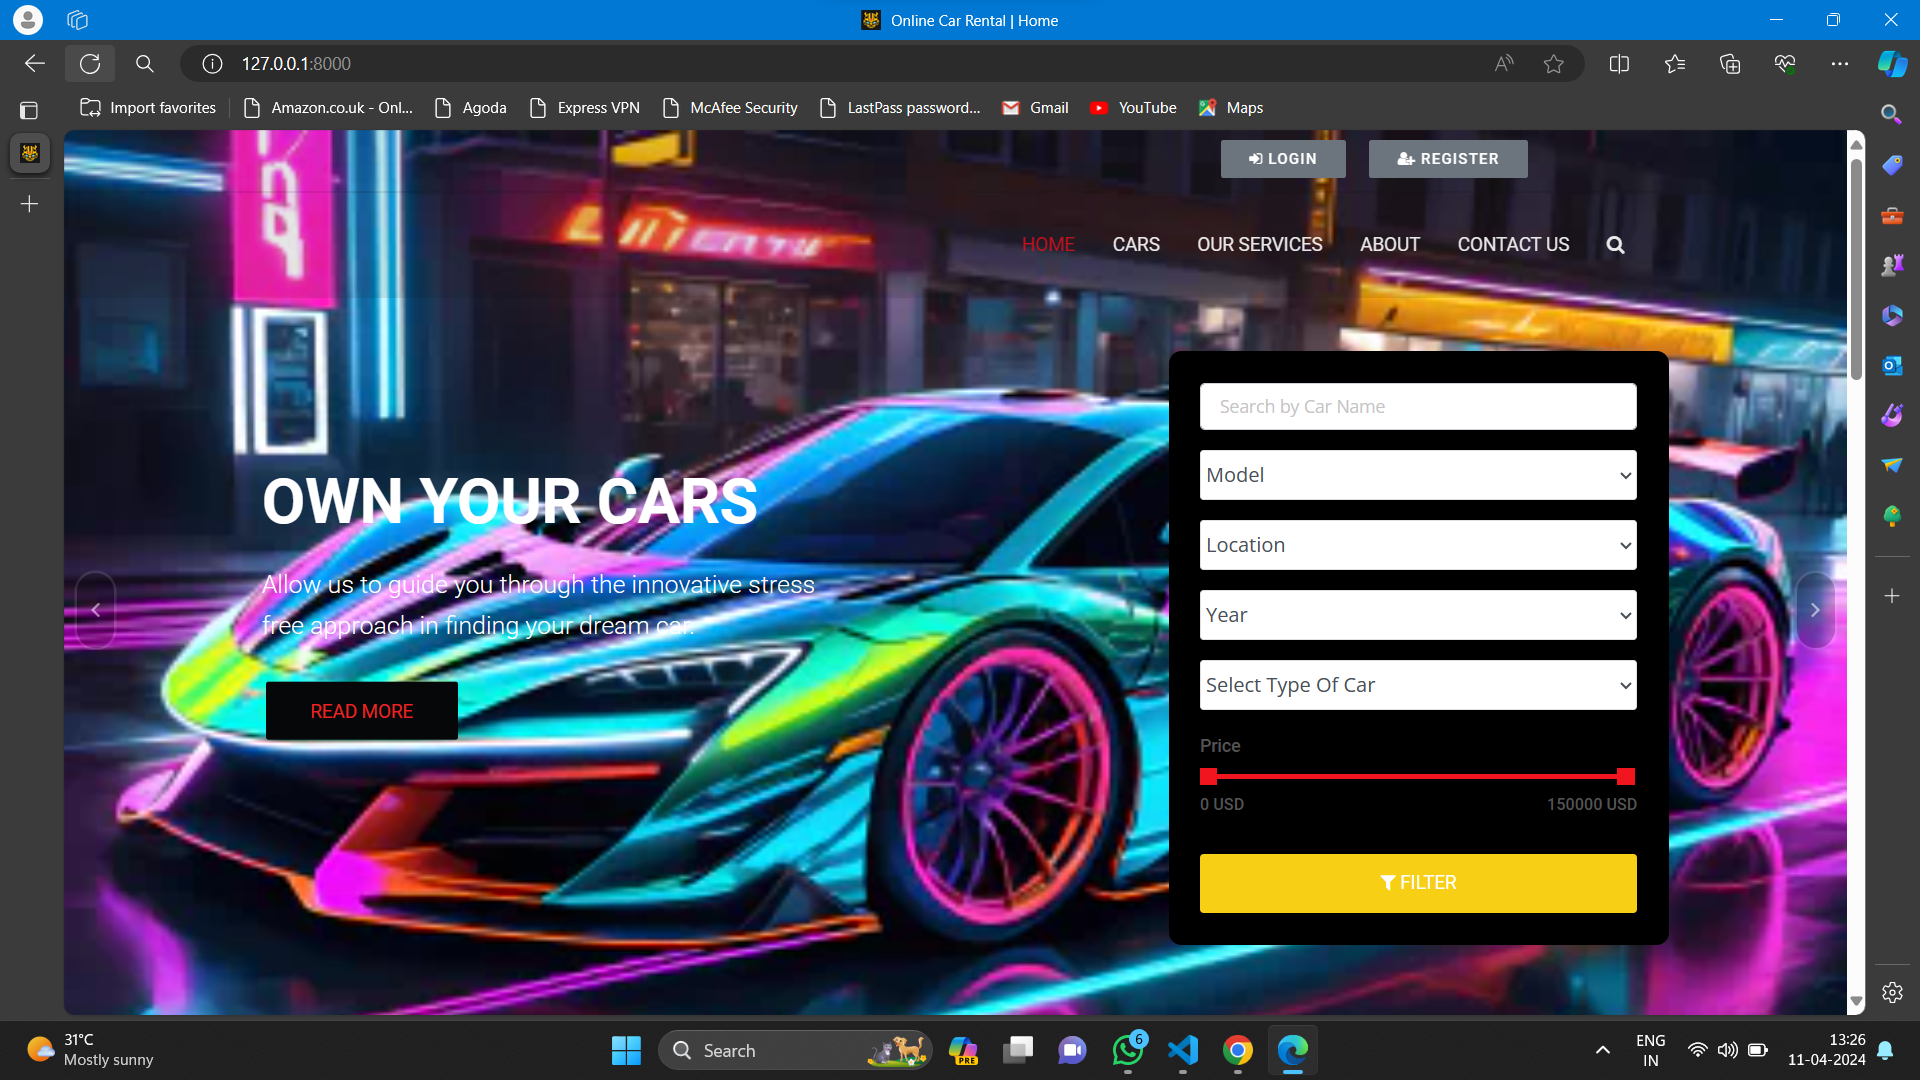 Online Car Rental | Home
127.0.0.1:8000
Import favorites
Amazon.co.uk - Onl...
Agoda
Express VPN
McAfee Security
LastPass password...
Gmail
YouTube
Maps
LOGIN
REGISTER
HOME
CARS
OUR SERVICES
ABOUT
CONTACT US
OWN YOUR CARS
Allow us to guide you through the innovative stress
free approach in finding your dream car.
READ MORE
Search by Car Name
Model
Location
Year
Select Type Of Car
Price
0 USD
150000 USD
FILTER
31°C
Mostly sunny
Search
PRE
6
ENG
IN
13:26
11-04-2024